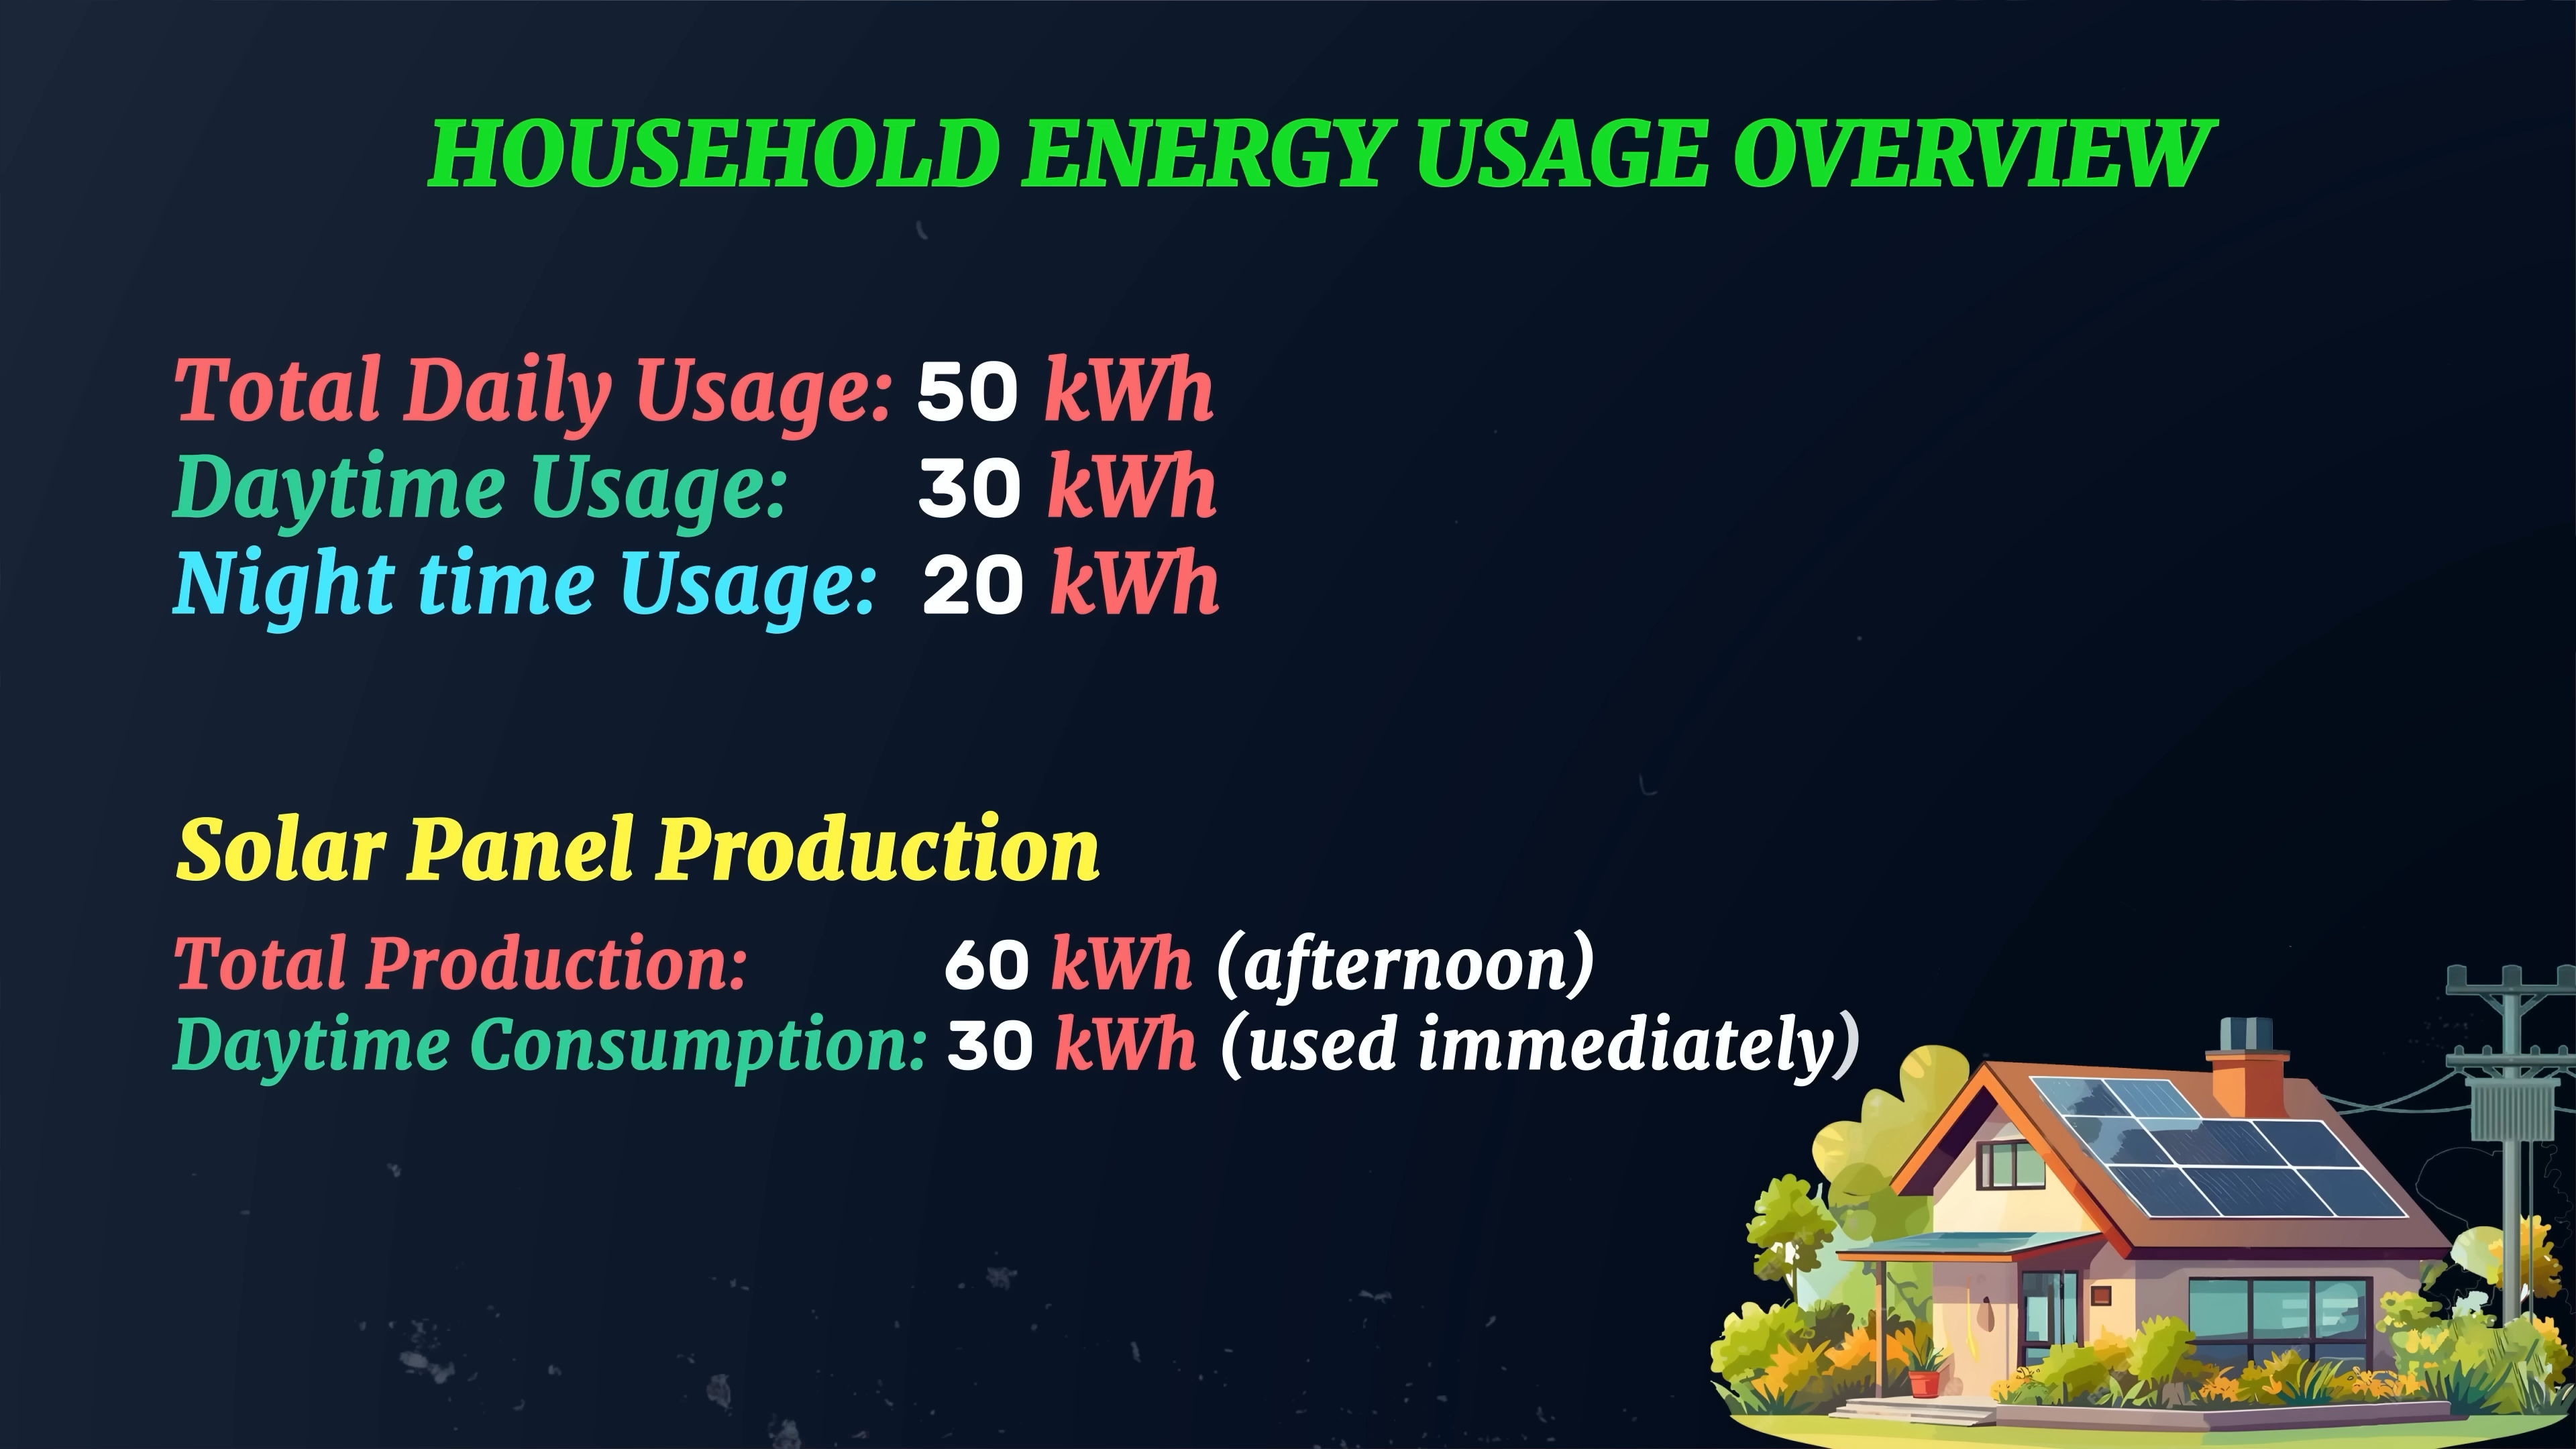 HOUSEHOLD ENERGY USAGE OVERVIEW
Total Daily Usage: 50 kWh
Daytime Usage: 30 kWh
Night time Usage: 20 kWh
Solar Panel Production
Total Production: 60 kWh (afternoon)
Daytime Consumption: 30 kWh (used immediately)